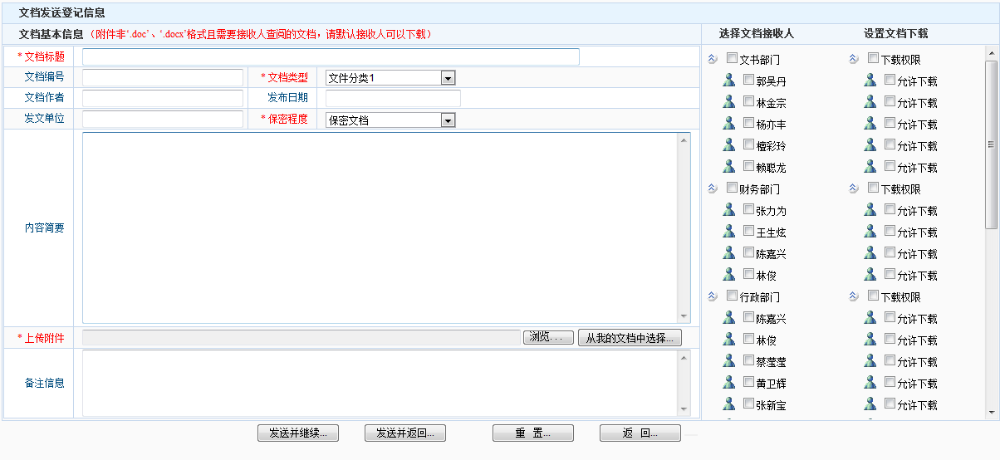 文档发送登记信息
文档基本信息（附件非‘.doc’、‘.docx’格式且需要接收人查阅的文档，请默认接收人可以下载） 选择文档接收人 设置文档下载
* 文档标题
文档编号 * 文档类型 文件分类1
文档作者 发布日期
发文单位 * 保密程度 保密文档
内容简要
* 上传附件 浏览... 从我的文档中选择...
备注信息
文书部门 下载权限
郭吴丹 允许下载
林金宗 允许下载
杨亦丰 允许下载
檀彩玲 允许下载
赖聪龙 允许下载
财务部门 下载权限
张力为 允许下载
王生炫 允许下载
陈嘉兴 允许下载
林俊 允许下载
行政部门 下载权限
陈嘉兴 允许下载
林俊 允许下载
蔡滢滢 允许下载
黄卫辉 允许下载
张新宝 允许下载
发送并继续... 发送并返回... 重 置... 返 回...